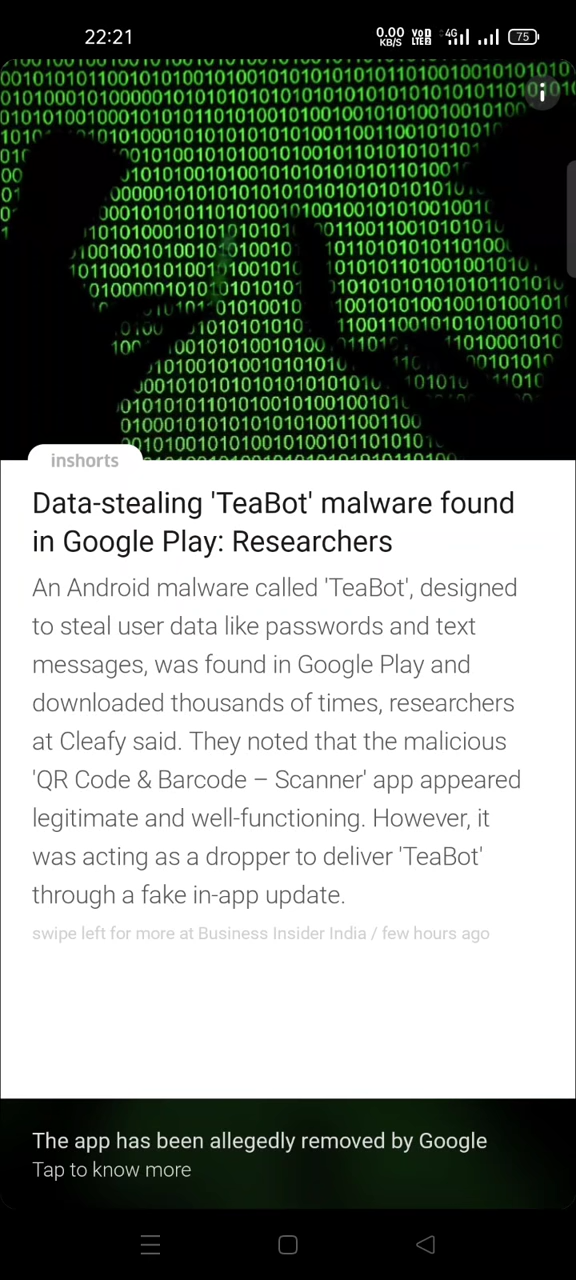 22:21
0.00 KB/S VoD LTE2 4G 75
inshorts
Data-stealing 'TeaBot' malware found
in Google Play: Researchers
An Android malware called 'TeaBot', designed
to steal user data like passwords and text
messages, was found in Google Play and
downloaded thousands of times, researchers
at Cleafy said. They noted that the malicious
'QR Code & Barcode – Scanner' app appeared
legitimate and well-functioning. However, it
was acting as a dropper to deliver 'TeaBot'
through a fake in-app update.
swipe left for more at Business Insider India / few hours ago
The app has been allegedly removed by Google
Tap to know more